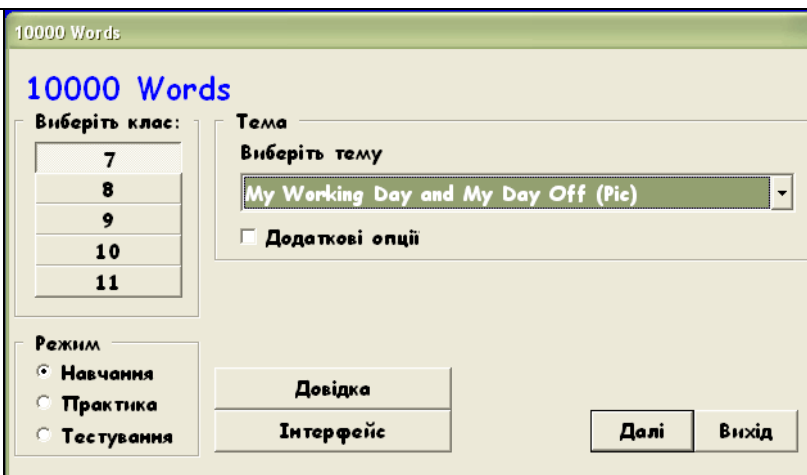 10000 Words
10000 Words
Виберіть клас:
7
8
9
10
11
Тема
Виберіть тему
My Working Day and My Day Off (Pic)
Додаткові опції
Режим
Навчання
Практика
Тестування
Довідка
Інтерфейс
Далі
Вихід